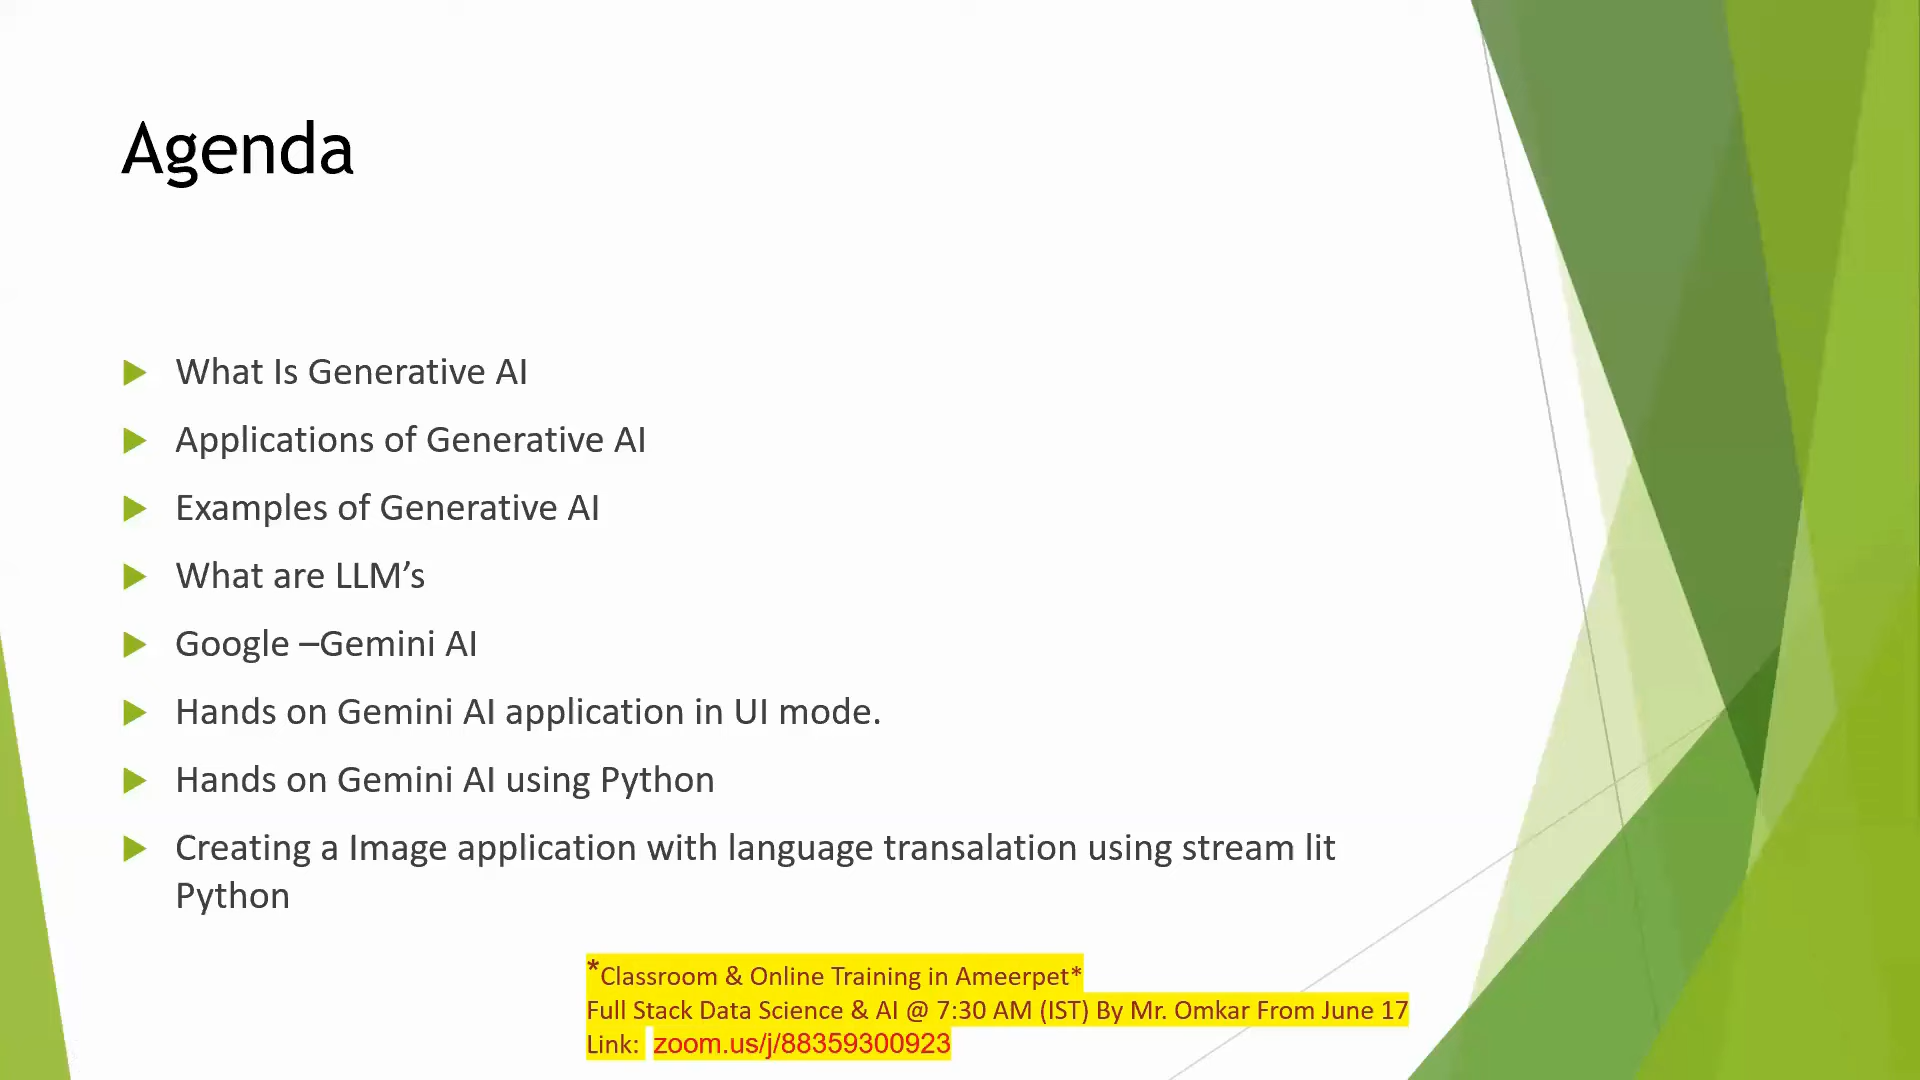 Agenda
What Is Generative AI
Applications of Generative AI
Examples of Generative AI
What are LLM’s
Google –Gemini AI
Hands on Gemini AI application in UI mode.
Hands on Gemini AI using Python
Creating a Image application with language transalation using stream lit
Python
*Classroom & Online Training in Ameerpet*
Full Stack Data Science & AI @ 7:30 AM (IST) By Mr. Omkar From June 17
Link: zoom.us/j/88359300923